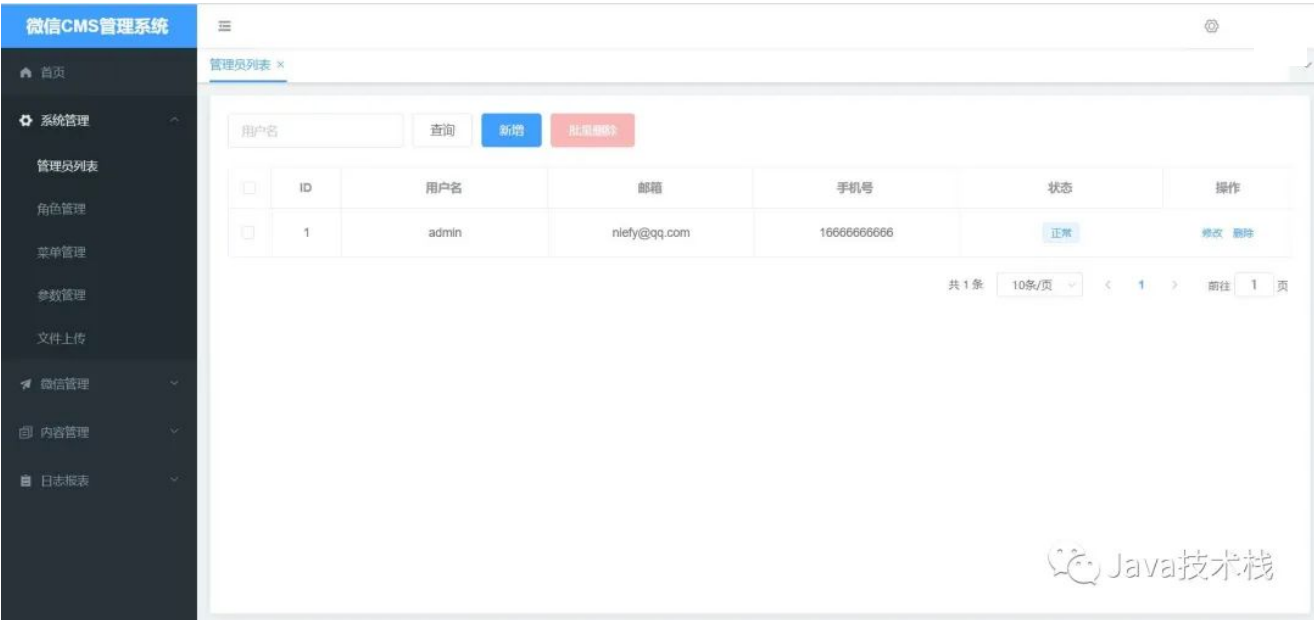 微信CMS管理系统
首页
管理员列表 ×
系统管理
用户名 查询 新增 批量删除
管理员列表
ID 用户名 邮箱 手机号 状态 操作
角色管理
1 admin niefy@qq.com 16666666666 正常 修改 删除
菜单管理
共 1 条 10条/页 < 1 > 前往 1 页
参数管理
文件上传
微信管理
内容管理
日志报表
Java技术栈